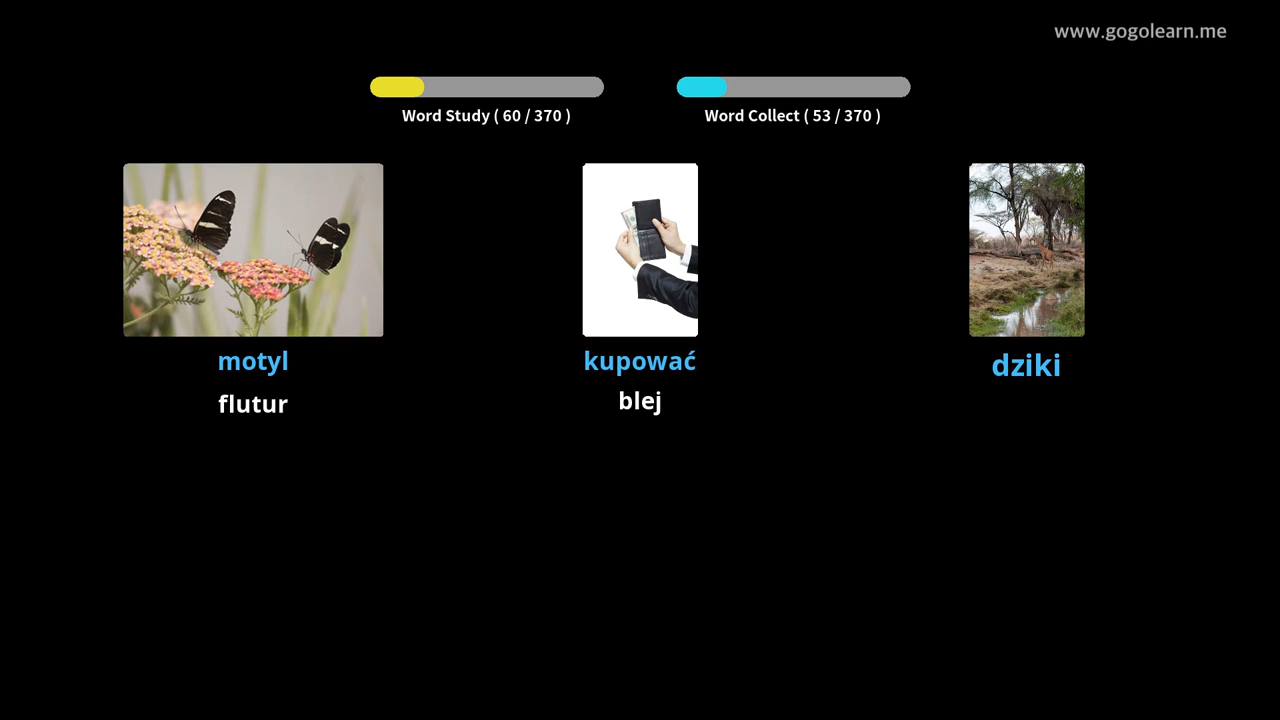 www.gogolearn.me
Word Study ( 60 / 370 )
Word Collect ( 53 / 370 )
motyl
kupować
dziki
flutur
blej